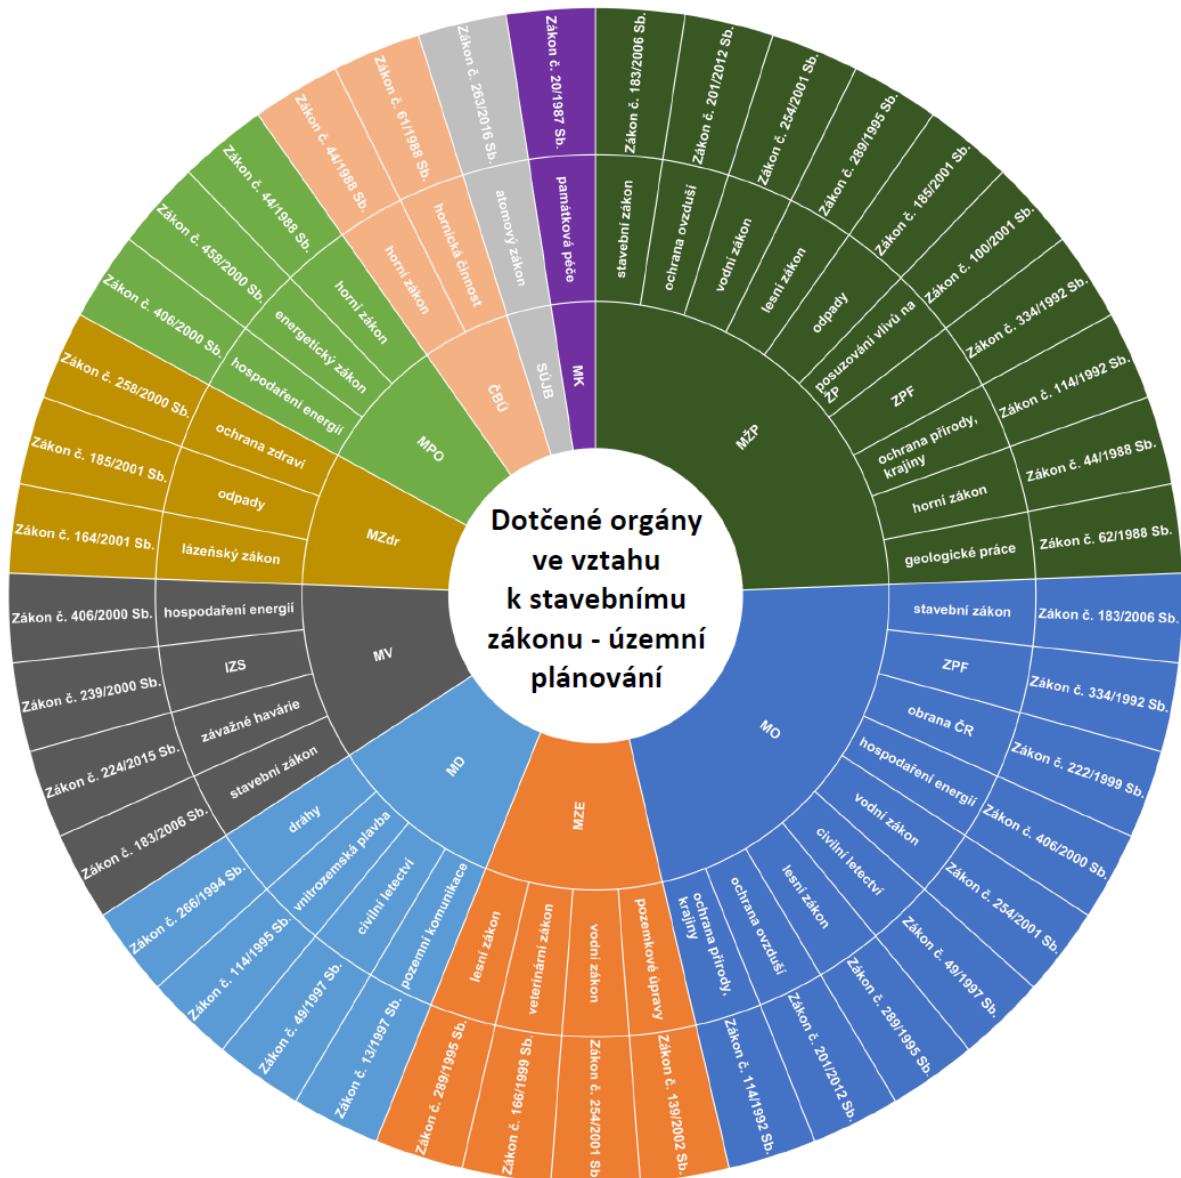 Dotčené orgány
ve vztahu
k stavebnímu
zákonu - územní
plánování
MŽP
stavební zákon
Zákon č. 183/2006 Sb.
ochrana ovzduší
Zákon č. 201/2012 Sb.
vodní zákon
Zákon č. 254/2001 Sb.
lesní zákon
Zákon č. 289/1995 Sb.
odpady
Zákon č. 185/2001 Sb.
posuzování vlivů na
ŽP
Zákon č. 100/2001 Sb.
ZPF
Zákon č. 334/1992 Sb.
ochrana přírody,
krajiny
Zákon č. 114/1992 Sb.
horní zákon
Zákon č. 44/1988 Sb.
geologické práce
Zákon č. 62/1988 Sb.
MO
stavební zákon
Zákon č. 183/2006 Sb.
ZPF
Zákon č. 334/1992 Sb.
obrana ČR
Zákon č. 222/1999 Sb.
hospodaření energií
Zákon č. 406/2000 Sb.
vodní zákon
Zákon č. 254/2001 Sb.
civilní letectví
Zákon č. 49/1997 Sb.
lesní zákon
Zákon č. 289/1995 Sb.
ochrana ovzduší
Zákon č. 201/2012 Sb.
ochrana přírody,
krajiny
Zákon č. 114/1992 Sb.
MZE
pozemkové úpravy
Zákon č. 139/2002 Sb.
vodní zákon
Zákon č. 254/2001 Sb
veterinární zákon
Zákon č. 166/1999 Sb.
lesní zákon
Zákon č. 289/1995 Sb.
MD
pozemní komunikace
Zákon č. 13/1997 Sb.
civilní letectví
Zákon č. 49/1997 Sb.
vnitrozemská plavba
Zákon č. 114/1995 Sb.
dráhy
Zákon č. 266/1994 Sb.
MV
stavební zákon
Zákon č. 183/2006 Sb.
závažné havárie
Zákon č. 224/2015 Sb.
IZS
Zákon č. 239/2000 Sb.
hospodaření energií
Zákon č. 406/2000 Sb.
MZdr
lázeňský zákon
Zákon č. 164/2001 Sb.
odpady
Zákon č. 185/2001 Sb.
ochrana zdraví
Zákon č. 258/2000 Sb.
MPO
hospodaření energií
Zákon č. 406/2000 Sb.
energetický zákon
Zákon č. 458/2000 Sb.
horní zákon
Zákon č. 44/1988 Sb.
ČBÚ
horní zákon
Zákon č. 44/1988 Sb.
hornická činnost
Zákon č. 61/1988 Sb.
SÚJB
atomový zákon
Zákon č. 263/2016 Sb.
MK
památková péče
Zákon č. 20/1987 Sb.